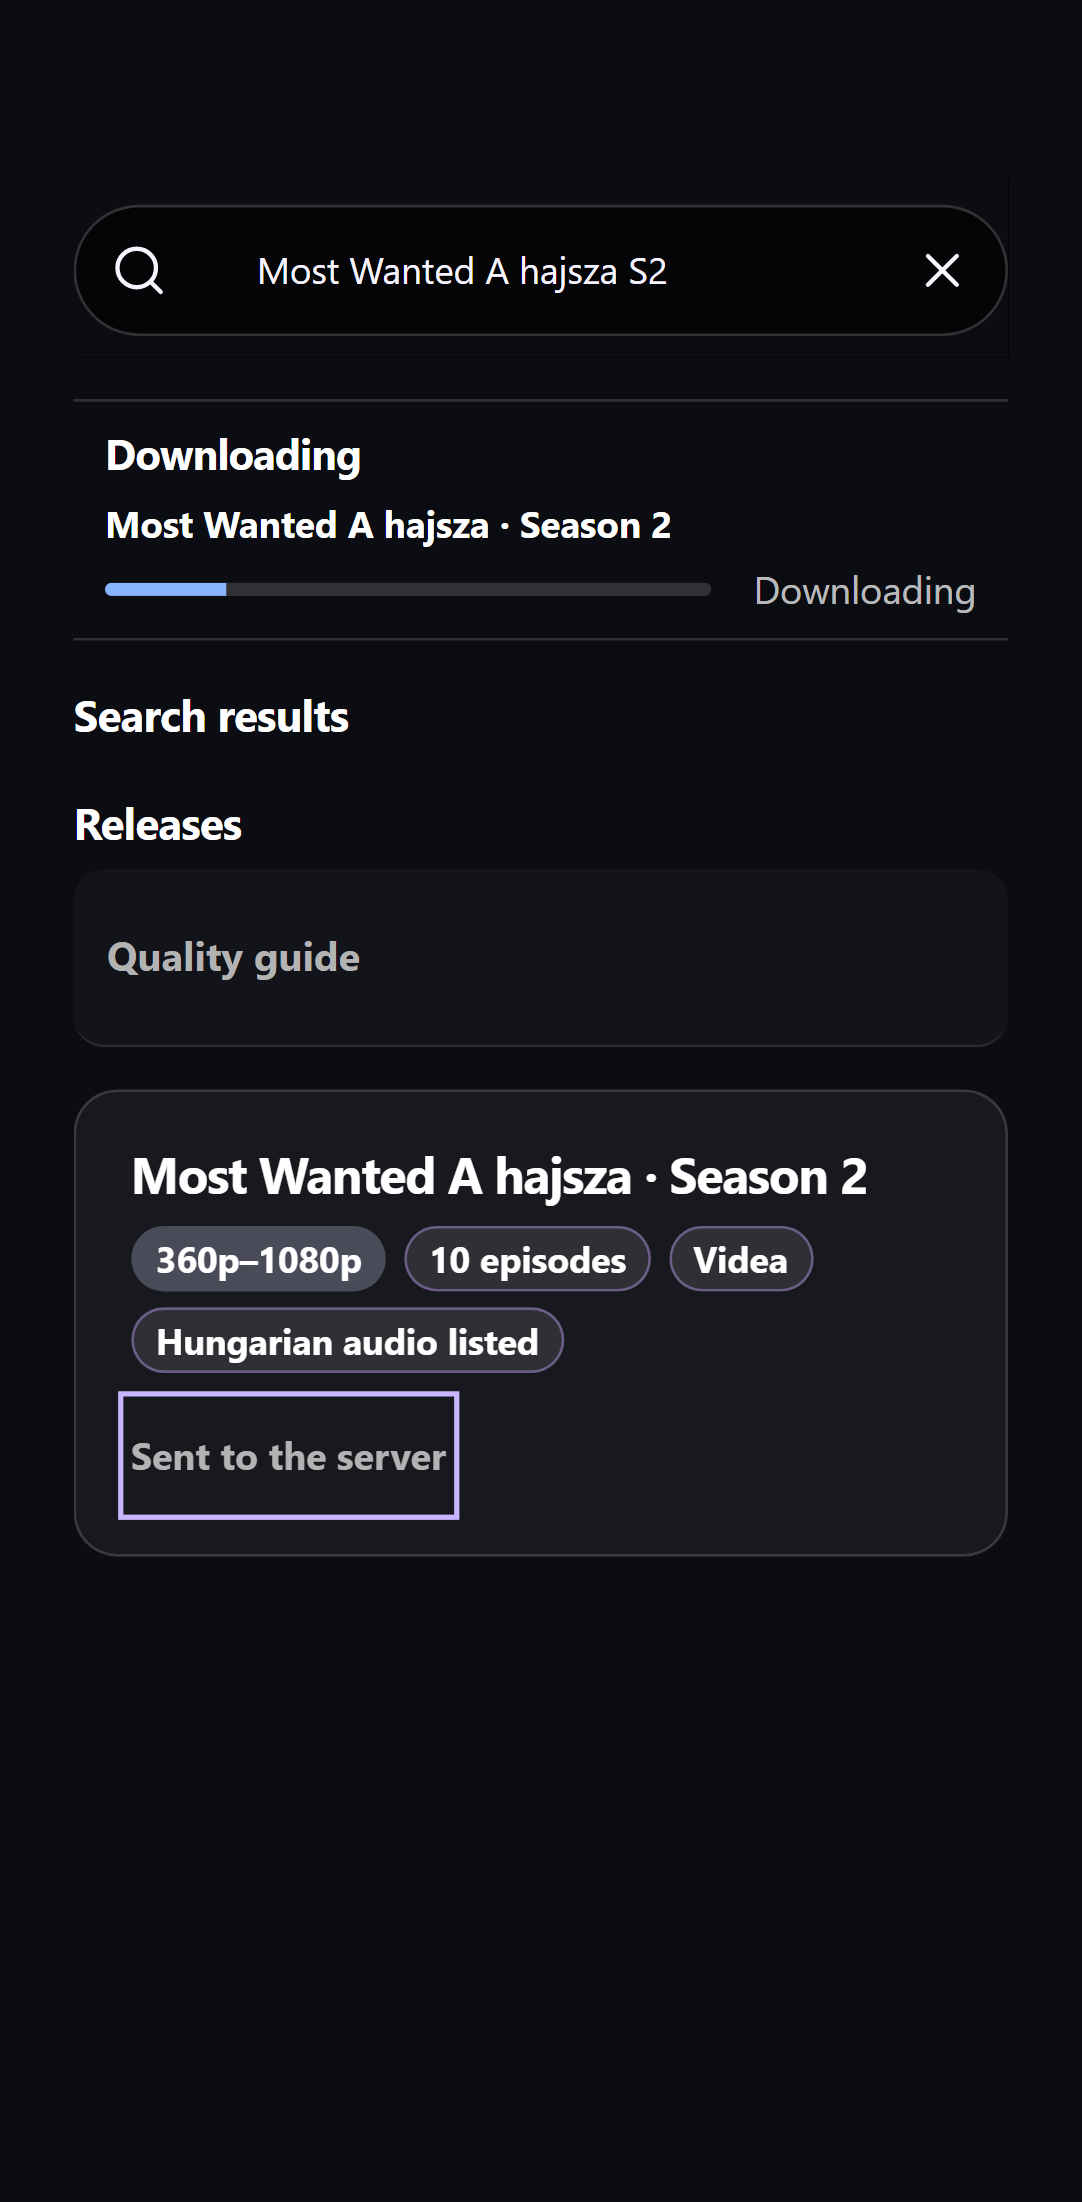 Most Wanted A hajsza S2
Downloading
Most Wanted A hajsza · Season 2
Downloading
Search results
Releases
Quality guide
Most Wanted A hajsza · Season 2
360p–1080p 10 episodes Videa
Hungarian audio listed
Sent to the server